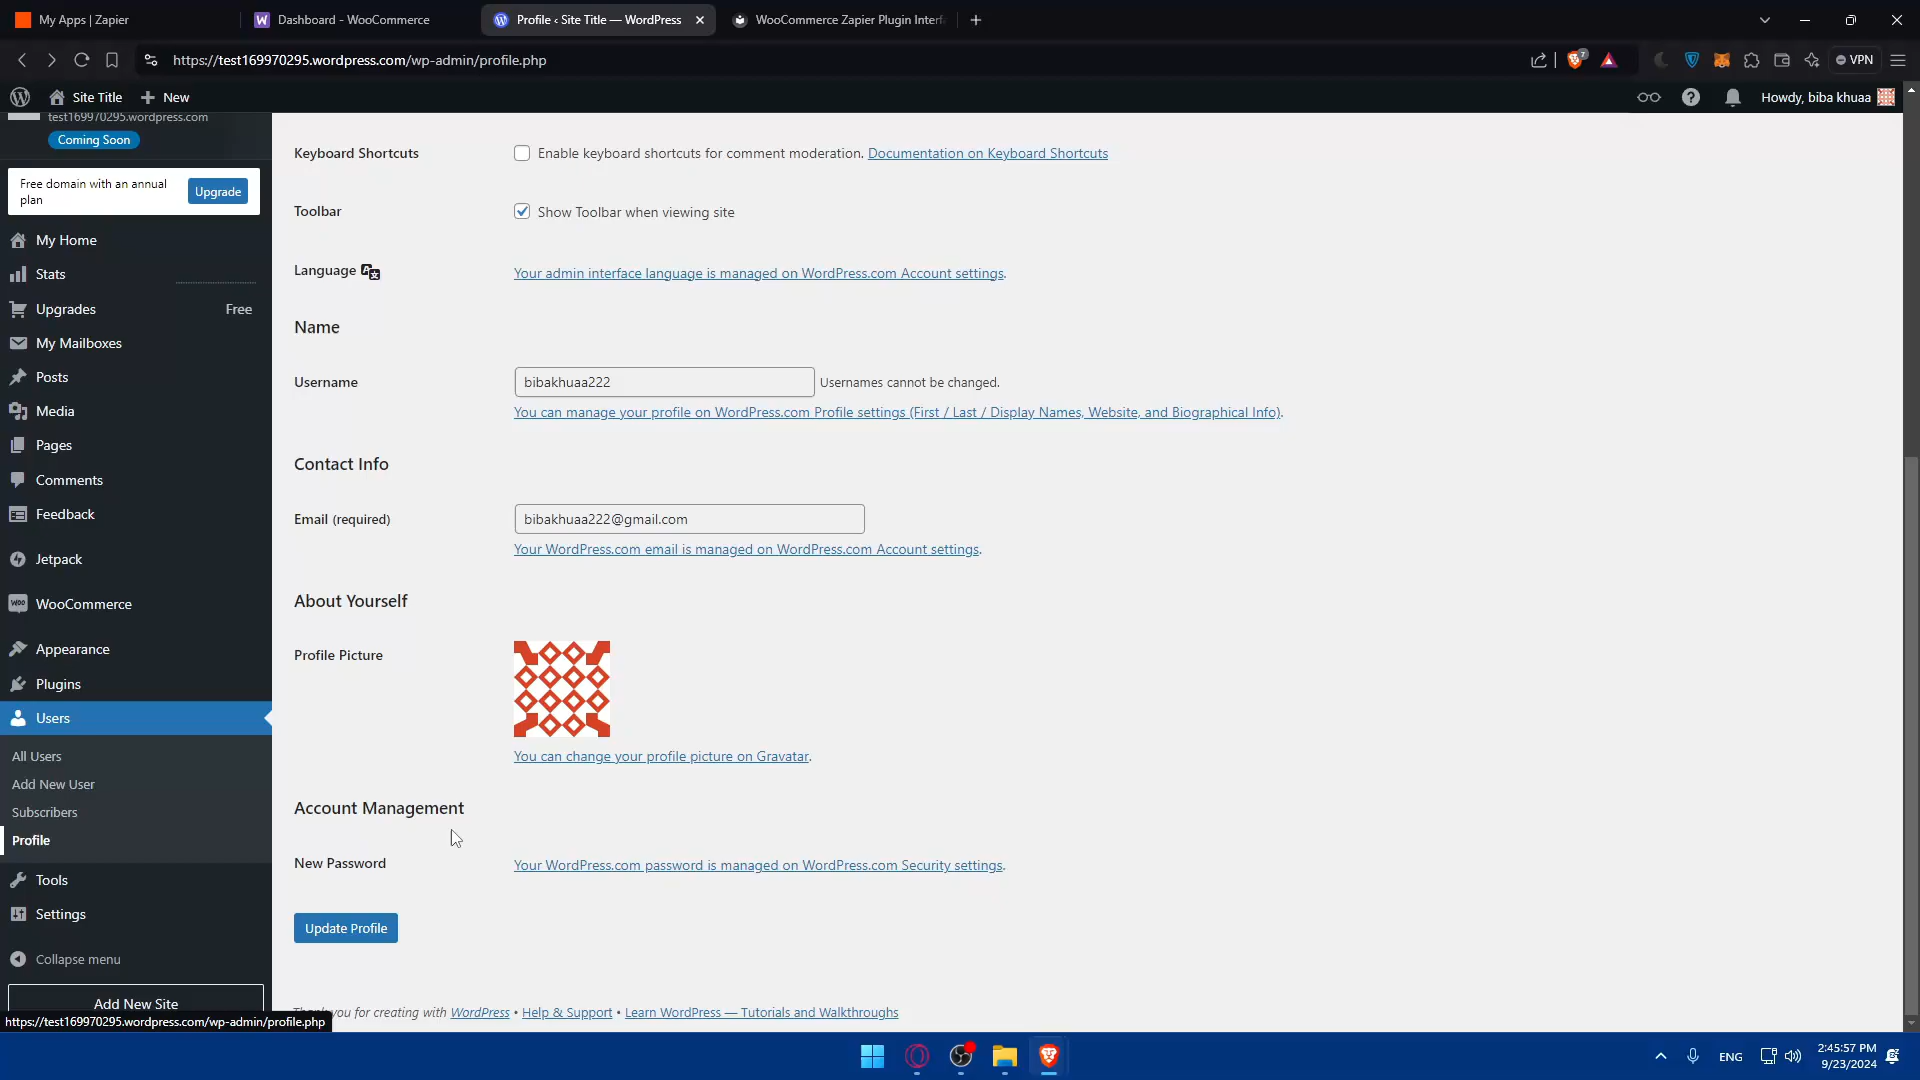 My Apps | Zapier
Dashboard - WooCommerce
Profile ‹ Site Title — WordPress
WooCommerce Zapier Plugin Interf
https://test169970295.wordpress.com/wp-admin/profile.php
7
VPN
Site Title
New
Howdy, biba khuaa
test169970295.wordpress.com
Coming Soon
Free domain with an annual
plan
Upgrade
My Home
Stats
Upgrades
Free
My Mailboxes
Posts
Media
Pages
Comments
Feedback
Jetpack
WooCommerce
Appearance
Plugins
Users
All Users
Add New User
Subscribers
Profile
Tools
Settings
Collapse menu
Add New Site
https://test169970295.wordpress.com/wp-admin/profile.php
Keyboard Shortcuts
Enable keyboard shortcuts for comment moderation. Documentation on Keyboard Shortcuts
Toolbar
Show Toolbar when viewing site
Language
Your admin interface language is managed on WordPress.com Account settings.
Name
Username
bibakhuaa222
Usernames cannot be changed.
You can manage your profile on WordPress.com Profile settings (First / Last / Display Names, Website, and Biographical Info).
Contact Info
Email (required)
bibakhuaa222@gmail.com
Your WordPress.com email is managed on WordPress.com Account settings.
About Yourself
Profile Picture
You can change your profile picture on Gravatar.
Account Management
New Password
Your WordPress.com password is managed on WordPress.com Security settings.
Update Profile
you for creating with WordPress • Help & Support • Learn WordPress — Tutorials and Walkthroughs
ENG
2:45:57 PM
9/23/2024